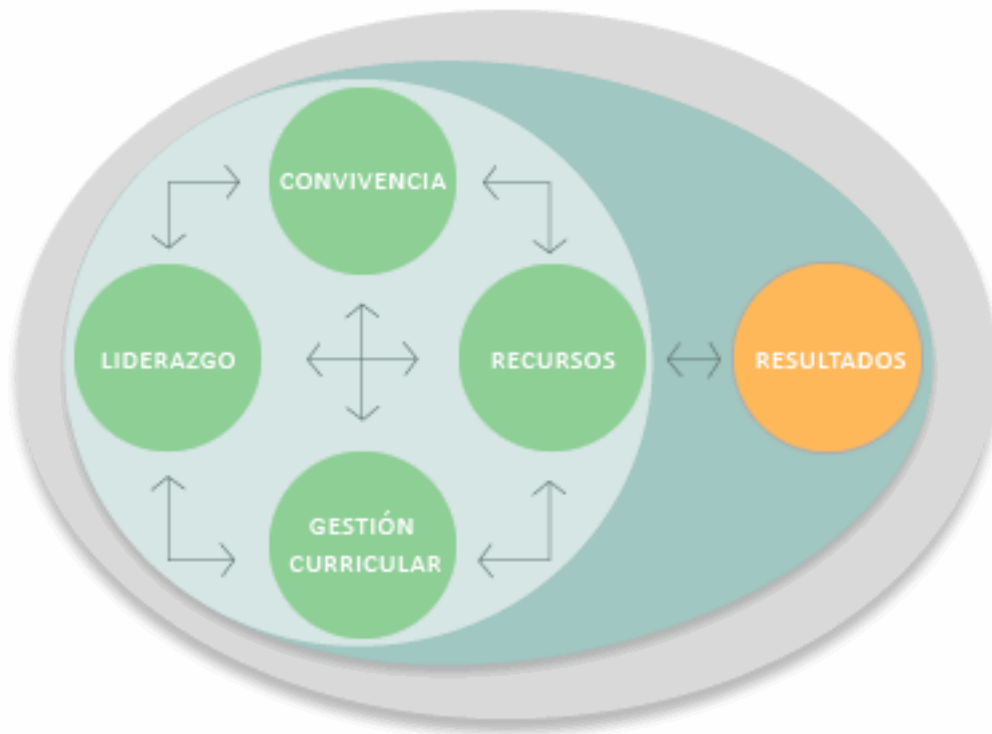 CONVIVENCIA
LIDERAZGO
RECURSOS
RESULTADOS
GESTIÓN
CURRICULAR